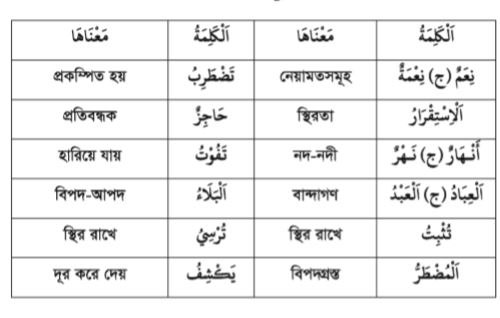 اَلْكَلِمَةُ مَعْنَاهَا اَلْكَلِمَةُ مَعْنَاهَا
نِعَمٌ (ج) نِعْمَةٌ নেয়ামতসমূহ تَضْطَرِبُ প্রকম্পিত হয়
اَلْاِسْتِقْرَارُ স্থিরতা حَاجِزٌ প্রতিবন্ধক
أَنْهَارٌ (ج) نَهْرٌ নদ-নদী تَفُوْتُ হারিয়ে যায়
اَلْعِبَادُ (ج) اَلْعَبْدُ বান্দাগণ اَلْبَلَاءُ বিপদ-আপদ
تُثْبِتُ স্থির রাখে تُرْسِيْ স্থির রাখে
اَلْمُضْطَرُّ বিপদগ্রস্ত يَكْشِفُ দূর করে দেয়